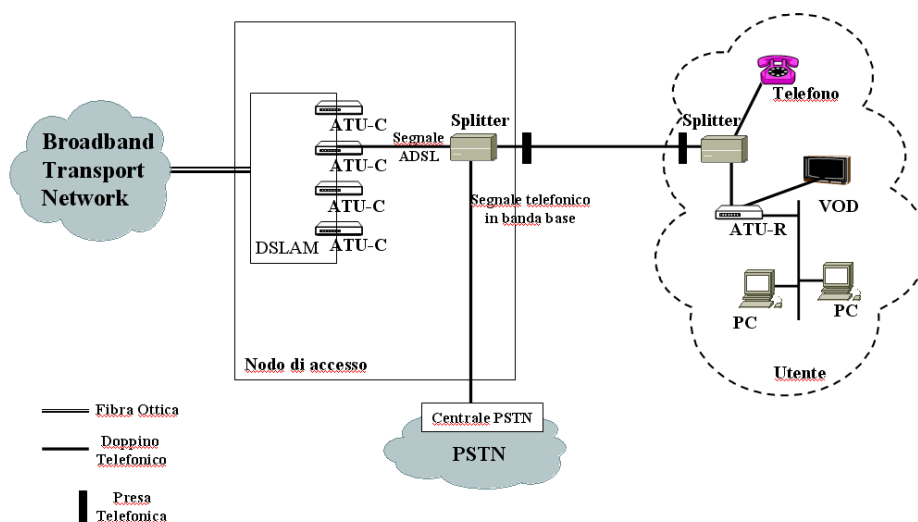 Broadband
Transport
Network
DSLAM
ATU-C
ATU-C
ATU-C
ATU-C
Segnale
ADSL
Splitter
Segnale telefonico
in banda base
Nodo di accesso
Centrale PSTN
PSTN
Splitter
Telefono
VOD
ATU-R
PC
PC
Utente
Fibra Ottica
Doppino
Telefonico
Presa
Telefonica